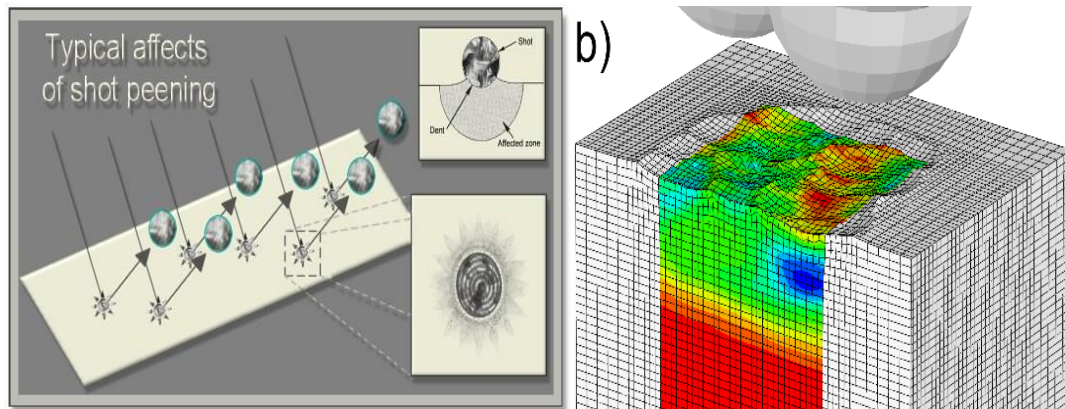 Typical affects
of shot peening
Shot
Dent
Affected zone
b)